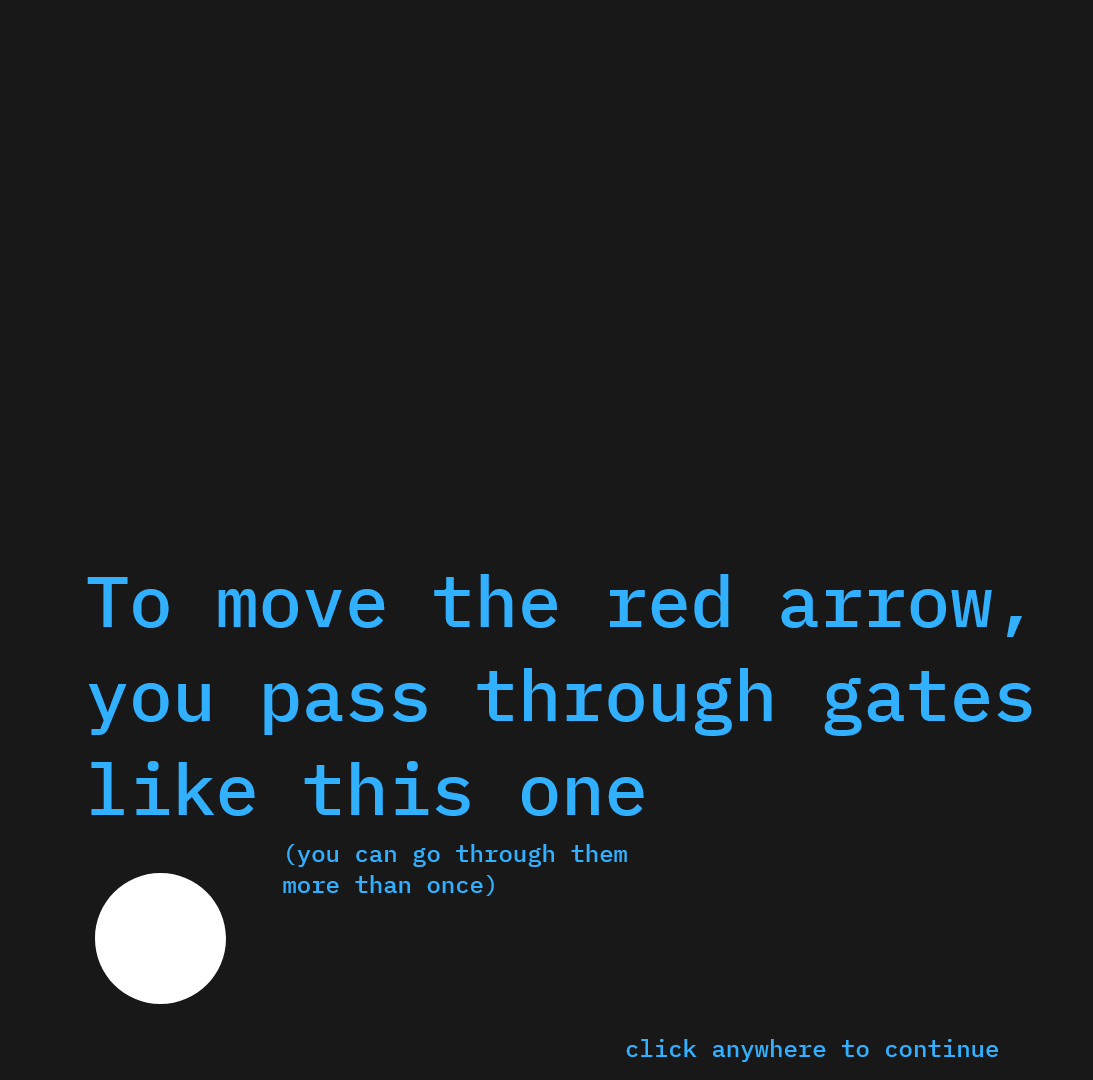 To move the red arrow,
you pass through gates
like this one
(you can go through them
more than once)
click anywhere to continue